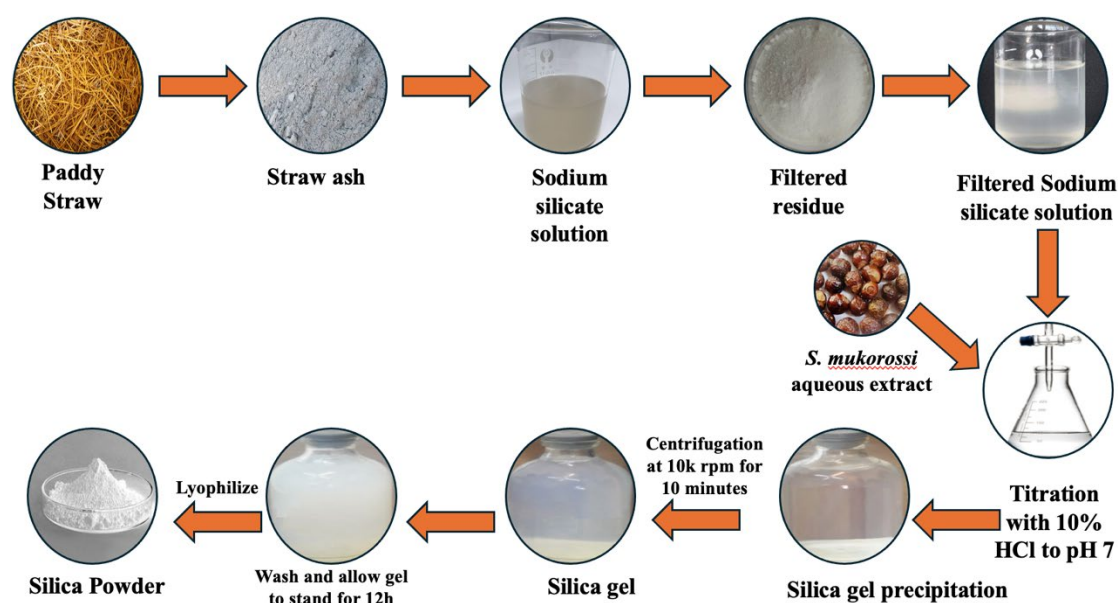 Paddy
Straw
Straw ash
Sodium
silicate
solution
Filtered
residue
Filtered Sodium
silicate solution
S. mukorossi
aqueous extract
Titration
with 10%
HCl to pH 7
Silica gel precipitation
Centrifugation
at 10k rpm for
10 minutes
Silica gel
Wash and allow gel
to stand for 12h
Lyophilize
Silica Powder